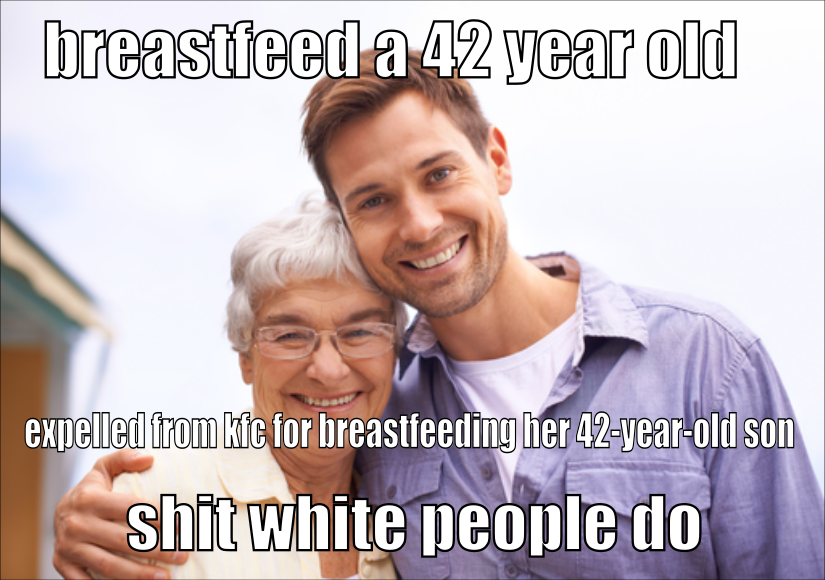 breastfeed a 42 year old
expelled from kfc for breastfeeding her 42-year-old son
shit white people do